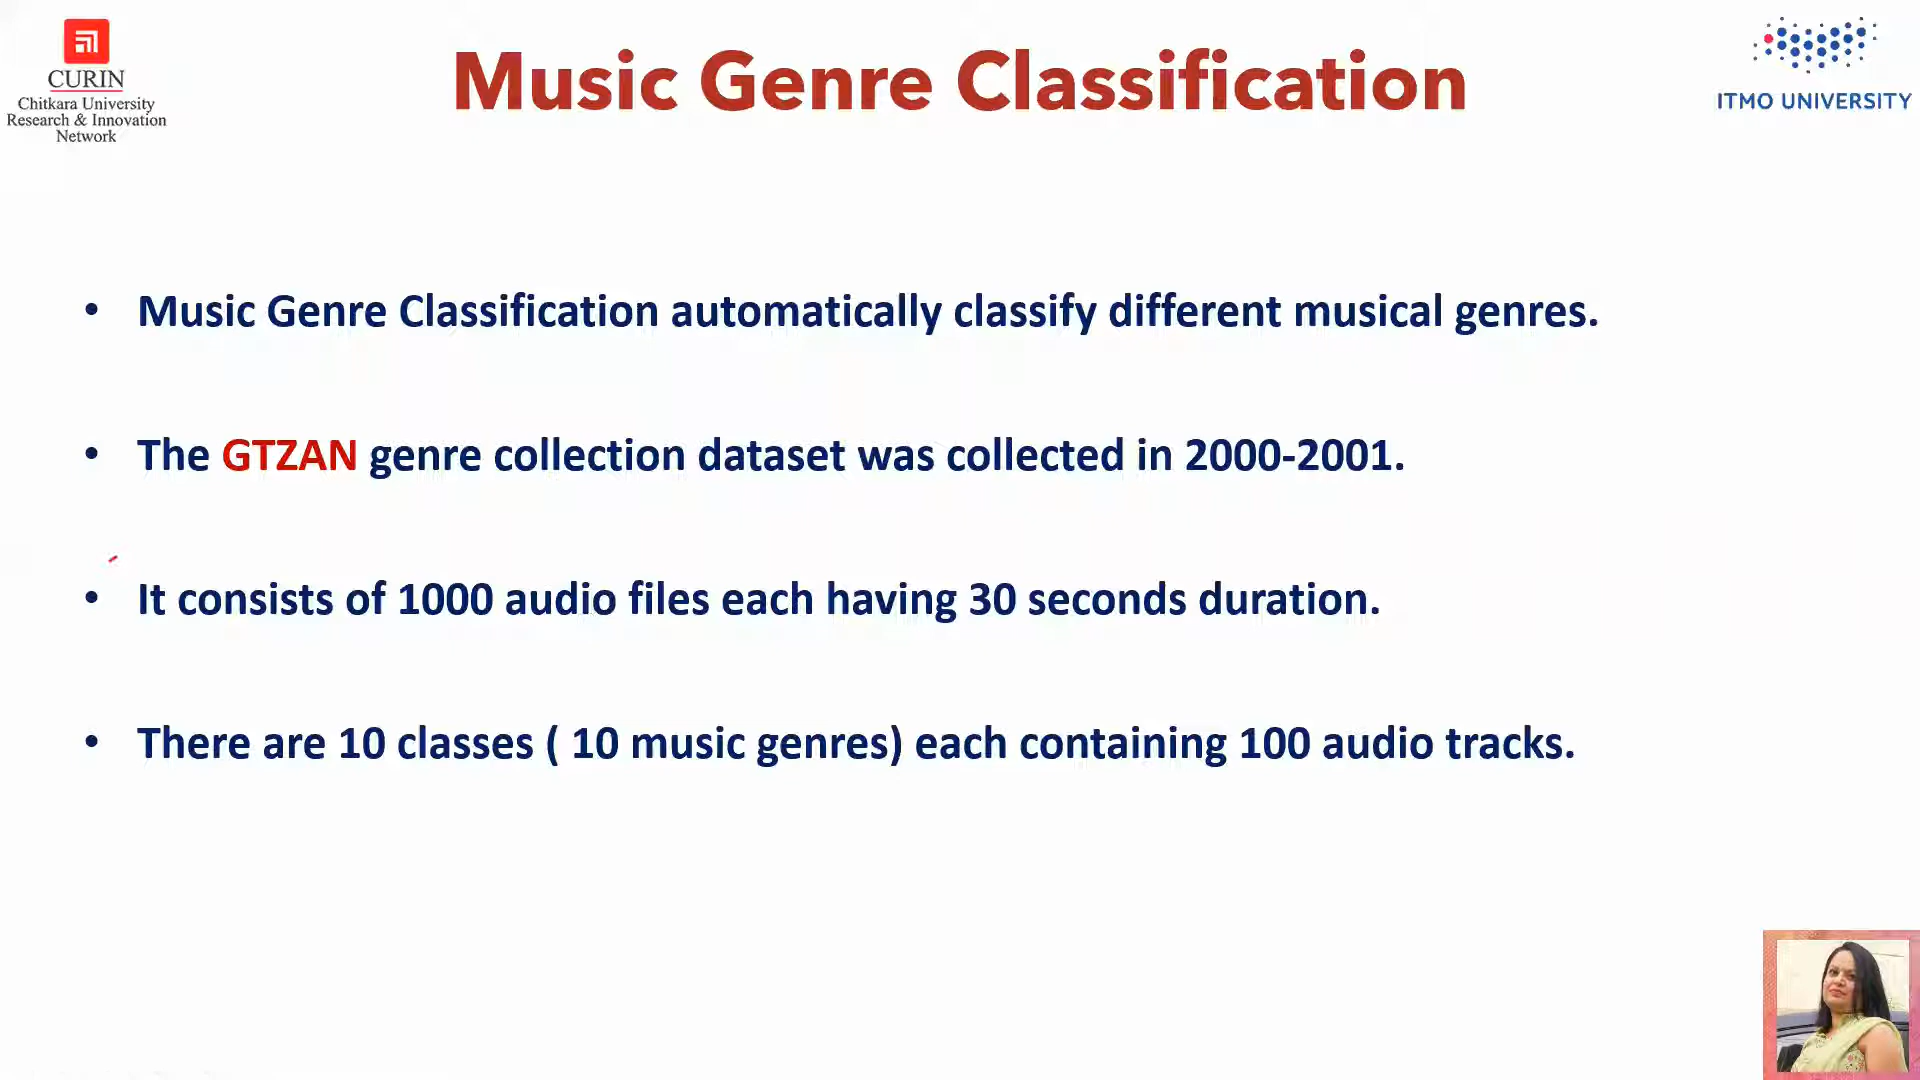 CURIN
Chitkara University
Research & Innovation
Network
Music Genre Classification
ITMO UNIVERSITY
• Music Genre Classification automatically classify different musical genres.
• The GTZAN genre collection dataset was collected in 2000-2001.
• It consists of 1000 audio files each having 30 seconds duration.
• There are 10 classes ( 10 music genres) each containing 100 audio tracks.